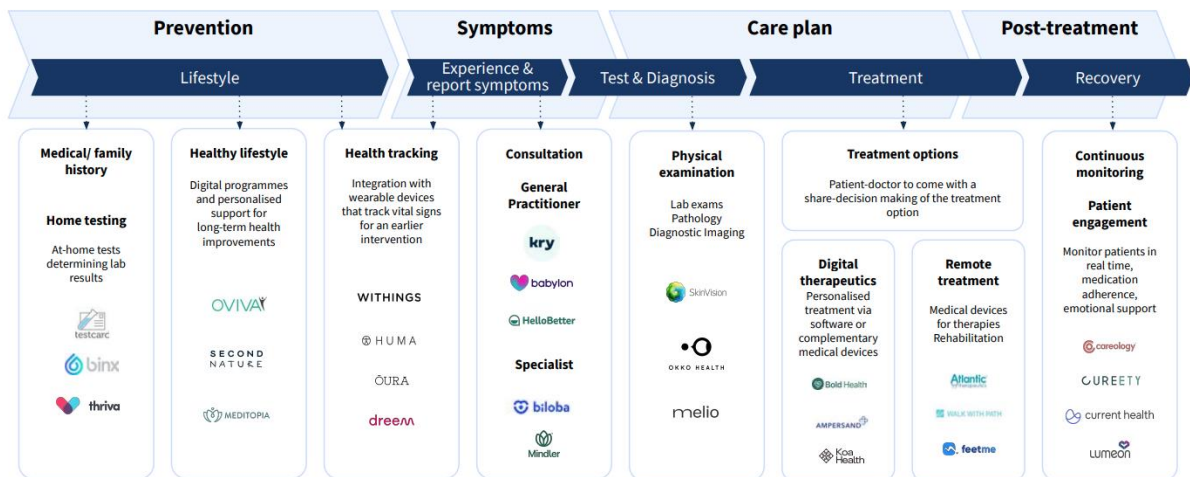 Prevention
Symptoms
Care plan
Post-treatment
Lifestyle
Experience &
report symptoms
Test & Diagnosis
Treatment
Recovery
Medical/ family
history
Home testing
At-home tests
determining lab
results
testcarc
binx
thriva
Healthy lifestyle
Digital programmes
and personalised
support for
long-term health
improvements
OVIVA
SECOND
NATURE
MEDITOPIA
Health tracking
Integration with
wearable devices
that track vital signs
for an earlier
intervention
WITHINGS
HUMA
ŌURA
dreem
Consultation
General
Practitioner
kry
babylon
HelloBetter
Specialist
biloba
Mindler
Physical
examination
Lab exams
Pathology
Diagnostic Imaging
SkinVision
OKKO HEALTH
melio
Treatment options
Patient-doctor to come with a
share-decision making of the treatment
option
Digital
therapeutics
Personalised
treatment via
software or
complementary
medical devices
Bold Health
AMPERSAND
Koa
Health
Remote
treatment
Medical devices
for therapies
Rehabilitation
Atlantic
therapeutics
WALK WITH PATH
feetme
Continuous
monitoring
Patient
engagement
Monitor patients in
real time,
medication
adherence,
emotional support
careology
CUREETY
current health
LUMEON